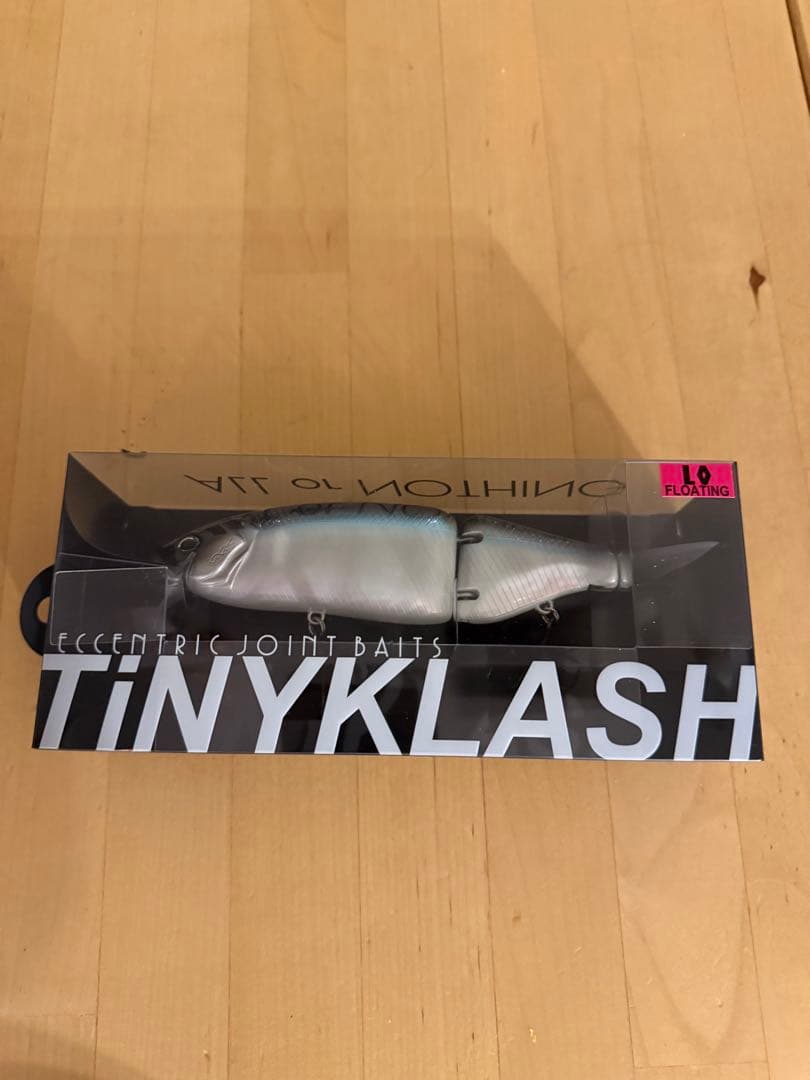 ALL or NOTHING
LO
FLOATING
ECCENTRIC JOINT BAITS
TiNYKLASH